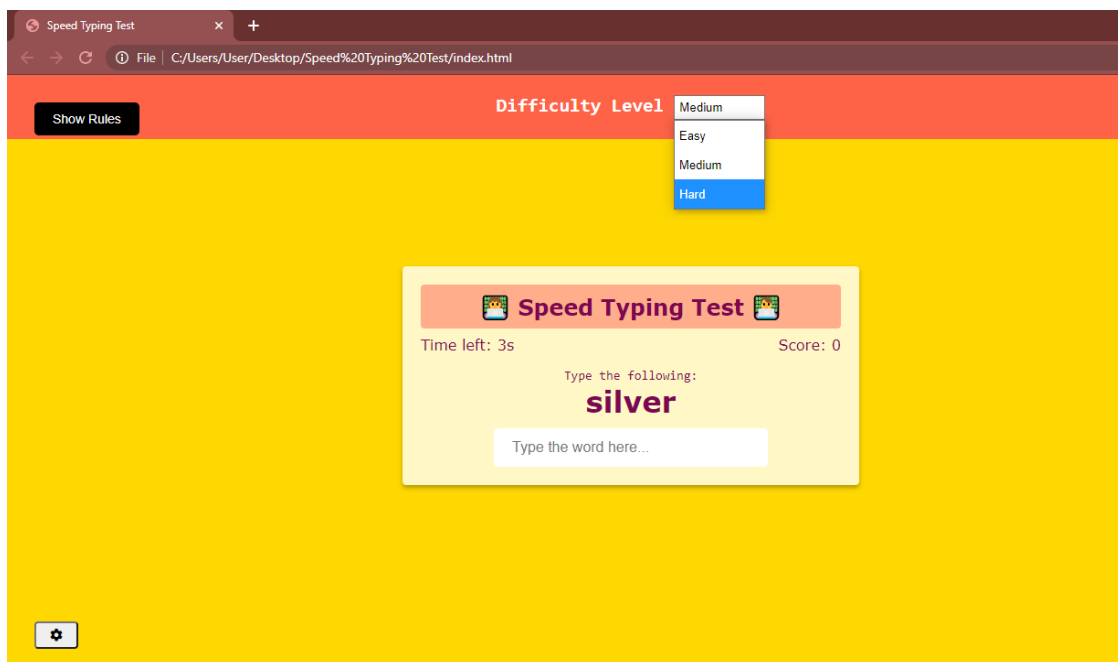 Speed Typing Test
File C:/Users/User/Desktop/Speed%20Typing%20Test/index.html
Show Rules
Difficulty Level Medium
Easy
Medium
Hard
Speed Typing Test
Time left: 3s Score: 0
Type the following:
silver
Type the word here...